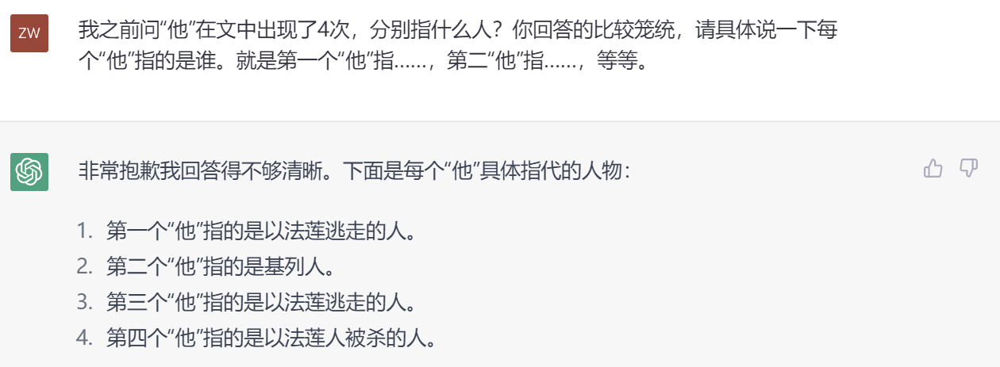 ZW
我之前问“他”在文中出现了4次，分别指什么人？你回答的比较笼统，请具体说一下每
个“他”指的是谁。就是第一个“他”指……，第二“他”指……，等等。
非常抱歉我回答得不够清晰。下面是每个“他”具体指代的人物：
1. 第一个“他”指的是以法莲逃走的人。
2. 第二个“他”指的是基列人。
3. 第三个“他”指的是以法莲逃走的人。
4. 第四个“他”指的是以法莲人被杀的人。